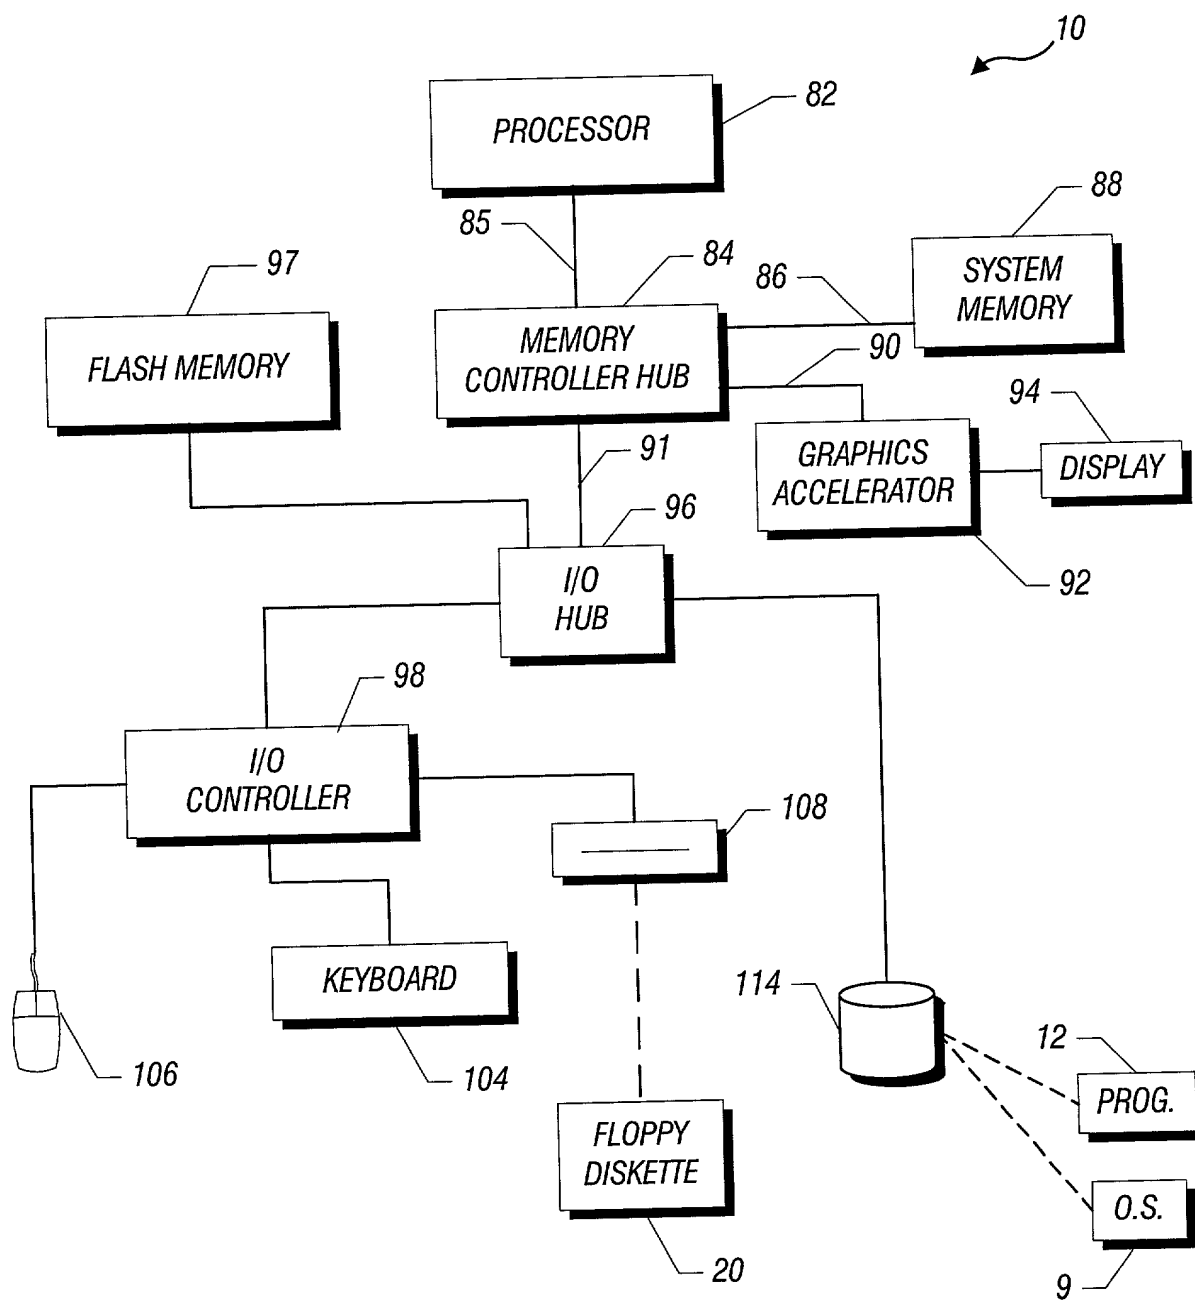 10
PROCESSOR
82
85
84
88
SYSTEM
MEMORY
86
97
FLASH MEMORY
MEMORY
CONTROLLER HUB
90
94
DISPLAY
GRAPHICS
ACCELERATOR
92
91
96
I/O
HUB
98
I/O
CONTROLLER
108
KEYBOARD
104
106
114
12
PROG.
FLOPPY
DISKETTE
20
O.S.
9